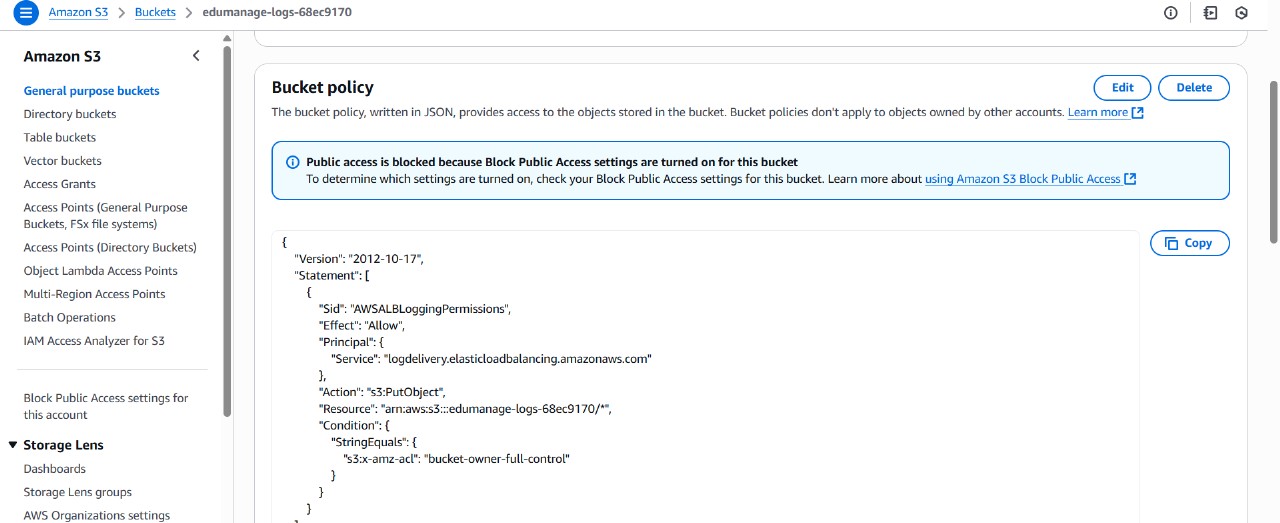 Amazon S3 > Buckets > edumanage-logs-68ec9170
Amazon S3
General purpose buckets
Directory buckets
Table buckets
Vector buckets
Access Grants
Access Points (General Purpose
Buckets, FSx file systems)
Access Points (Directory Buckets)
Object Lambda Access Points
Multi-Region Access Points
Batch Operations
IAM Access Analyzer for S3
Block Public Access settings for
this account
Storage Lens
Dashboards
Storage Lens groups
AWS Organizations settings
Bucket policy
Edit
Delete
The bucket policy, written in JSON, provides access to the objects stored in the bucket. Bucket policies don't apply to objects owned by other accounts. Learn more
Public access is blocked because Block Public Access settings are turned on for this bucket
To determine which settings are turned on, check your Block Public Access settings for this bucket. Learn more about using Amazon S3 Block Public Access
Copy
{
"Version": "2012-10-17",
"Statement": [
{
"Sid": "AWSALBLoggingPermissions",
"Effect": "Allow",
"Principal": {
"Service": "logdelivery.elasticloadbalancing.amazonaws.com"
},
"Action": "s3:PutObject",
"Resource": "arn:aws:s3:::edumanage-logs-68ec9170/*",
"Condition": {
"StringEquals": {
"s3:x-amz-acl": "bucket-owner-full-control"
}
}
}